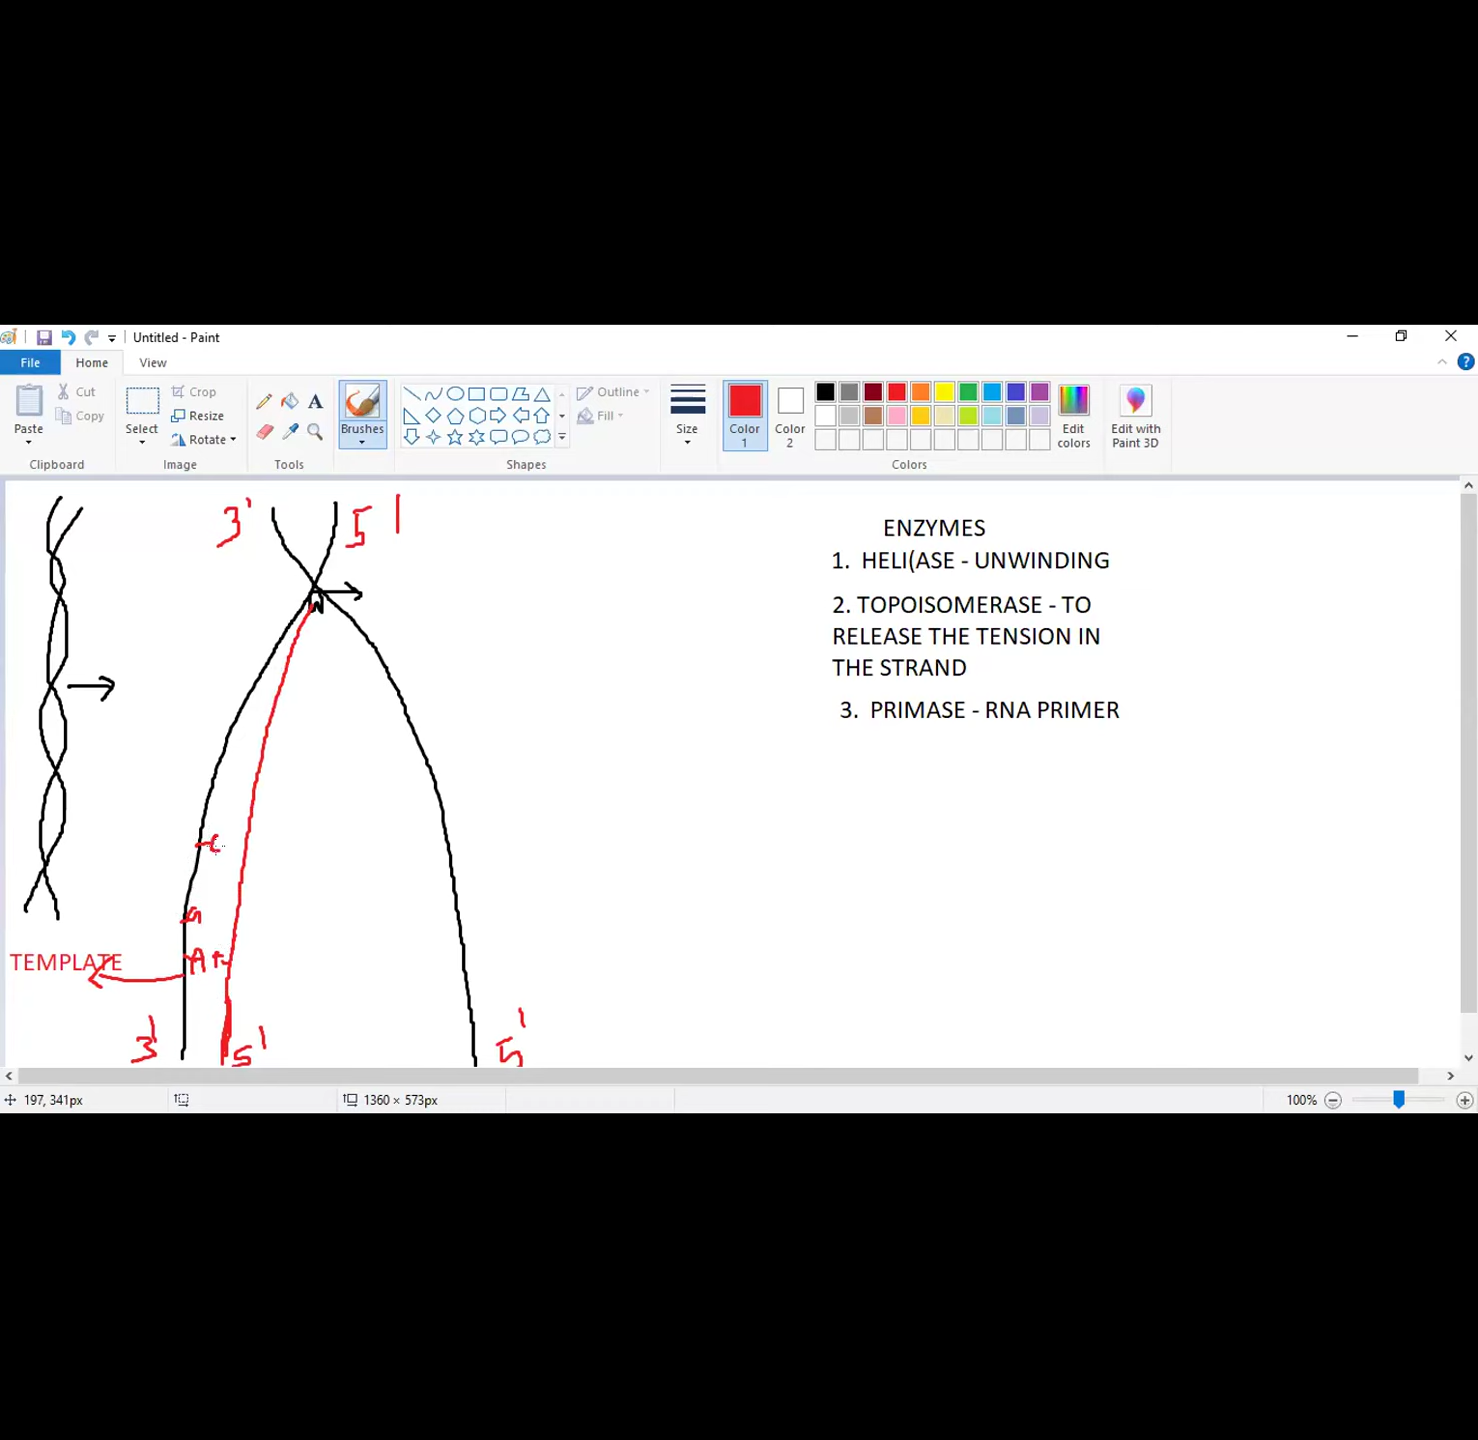 Untitled - Paint
File Home View
Cut
Copy
Paste
Clipboard
Select
Crop
Resize
Rotate
Image
A
Tools
Brushes
Outline
Fill
Shapes
Size
Color 1
Color 2
Edit colors
Colors
Edit with Paint 3D
3'
5'
ENZYMES
1. HELI(ASE - UNWINDING
2. TOPOISOMERASE - TO
RELEASE THE TENSION IN
THE STRAND
3. PRIMASE - RNA PRIMER
G
A
TEMPLATE
3'
5'
5'
197, 341px
1360 × 573px
100%